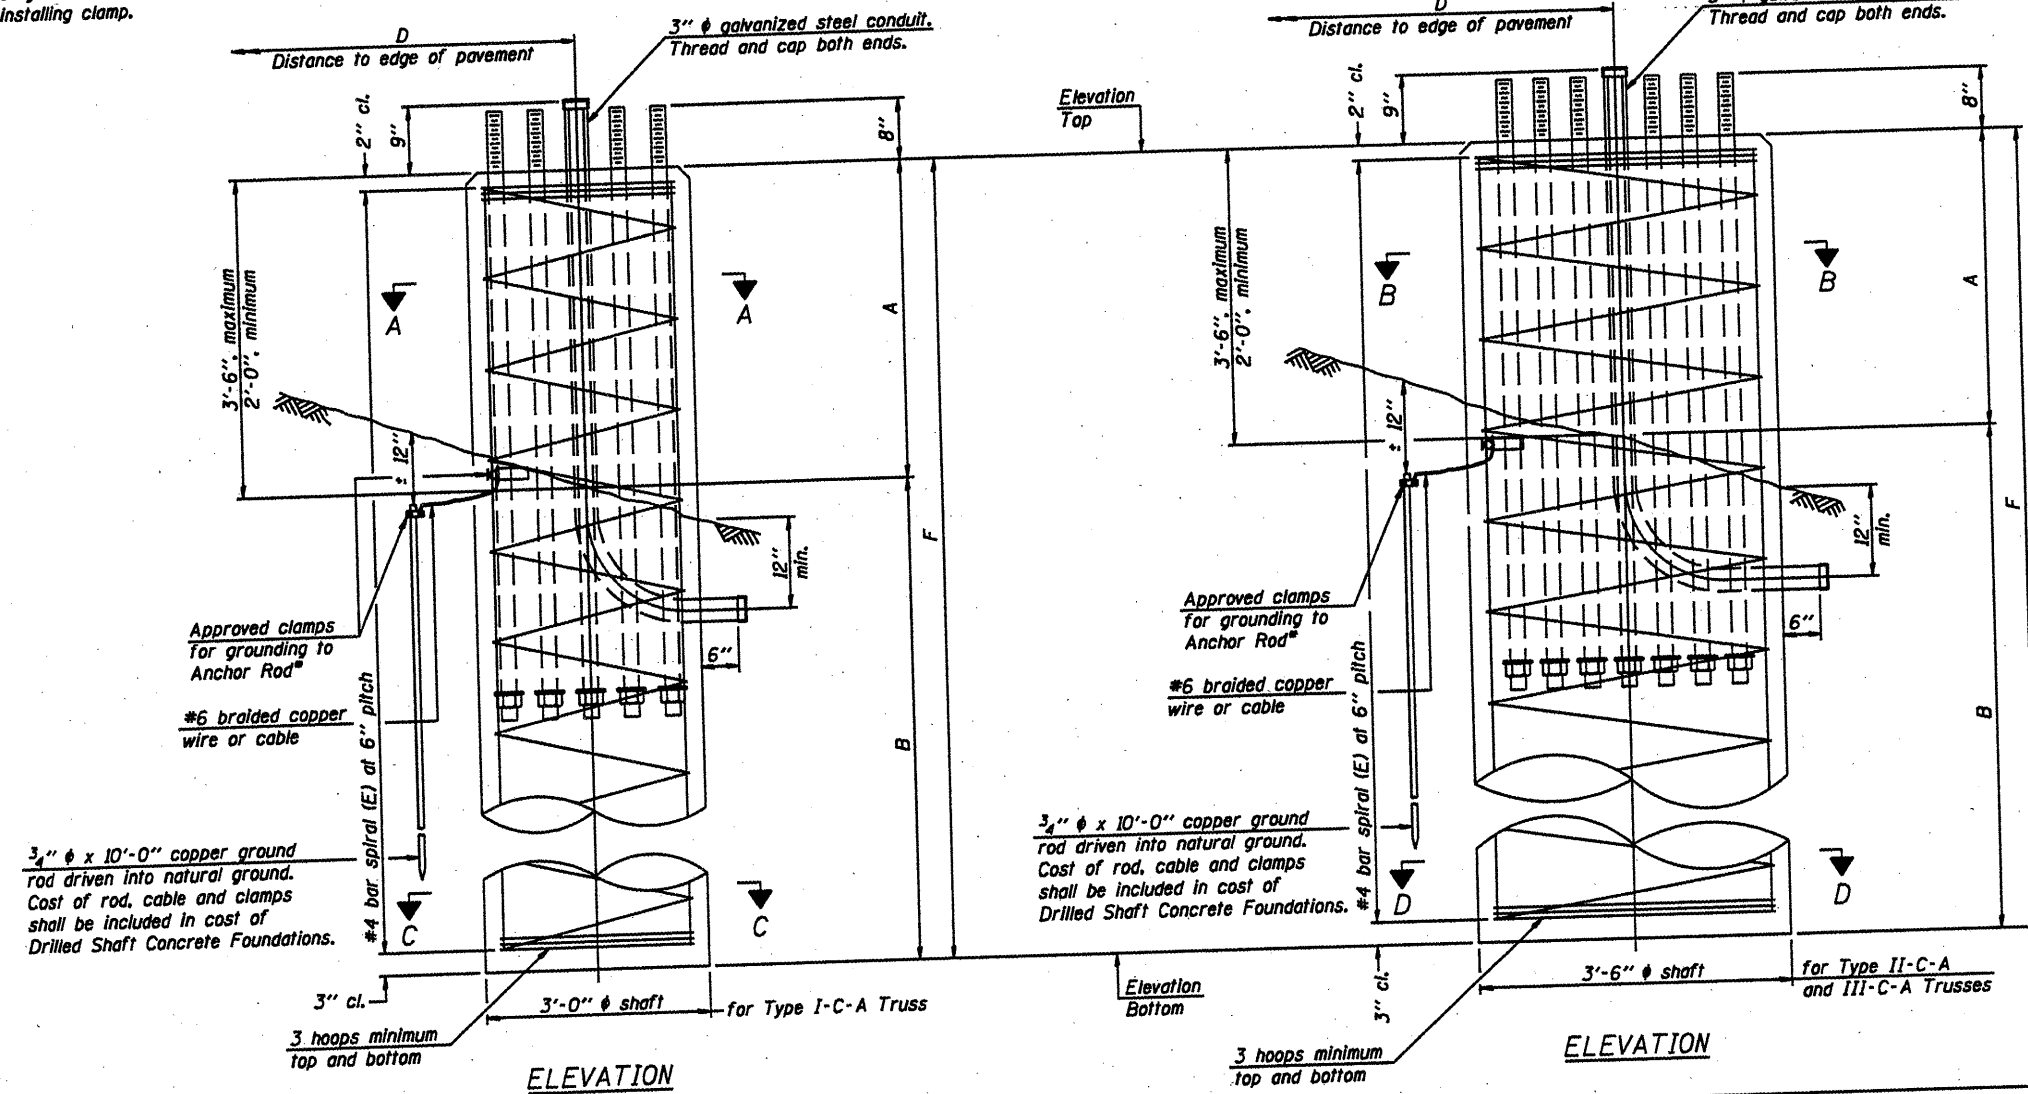 installing clamp.
D
Distance to edge of pavement
3" ϕ galvanized steel conduit.
Thread and cap both ends.
2" cl.
9"
8"
3'-6", maximum
2'-0", minimum
A
A
A
± 12"
F
12"
min.
Approved clamps
for grounding to
Anchor Rod*
6"
#6 braided copper
wire or cable
B
#4 bar spiral (E) at 6" pitch
3/4" ϕ x 10'-0" copper ground
rod driven into natural ground.
Cost of rod, cable and clamps
shall be included in cost of
Drilled Shaft Concrete Foundations.
C
C
3" cl.
3'-0" ϕ shaft
for Type I-C-A Truss
3 hoops minimum
top and bottom
ELEVATION
Elevation
Top
Elevation
Bottom
D
Distance to edge of pavement
Thread and cap both ends.
2" cl.
9"
8"
3'-6", maximum
2'-0", minimum
B
B
A
± 12"
F
12"
min.
Approved clamps
for grounding to
Anchor Rod*
6"
#6 braided copper
wire or cable
B
#4 bar spiral (E) at 6" pitch
3/4" ϕ x 10'-0" copper ground
rod driven into natural ground.
Cost of rod, cable and clamps
shall be included in cost of
Drilled Shaft Concrete Foundations.
D
D
3" cl.
3'-6" ϕ shaft
for Type II-C-A
and III-C-A Trusses
3 hoops minimum
top and bottom
ELEVATION